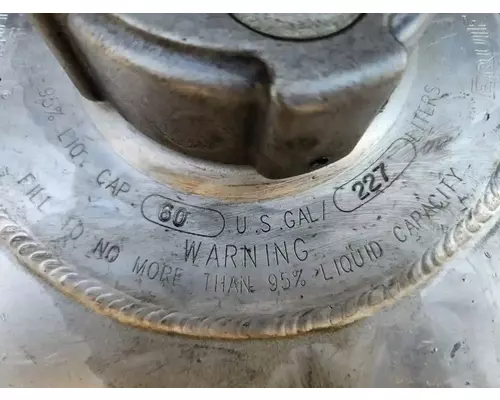 95% LIQ. CAP. 60 U.S. GAL/ 227 LITERS
WARNING
FILL TO NO MORE THAN 95% LIQUID CAPACITY